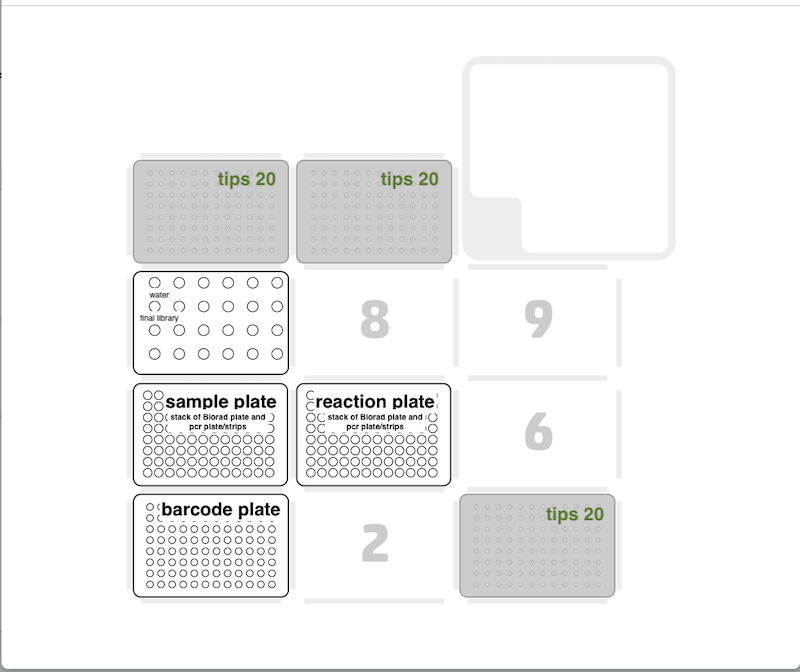 tips 20
tips 20
water
final library
8
9
sample plate
stack of Biorad plate and
pcr plate/strips
reaction plate
stack of Biorad plate and
pcr plate/strips
6
barcode plate
2
tips 20